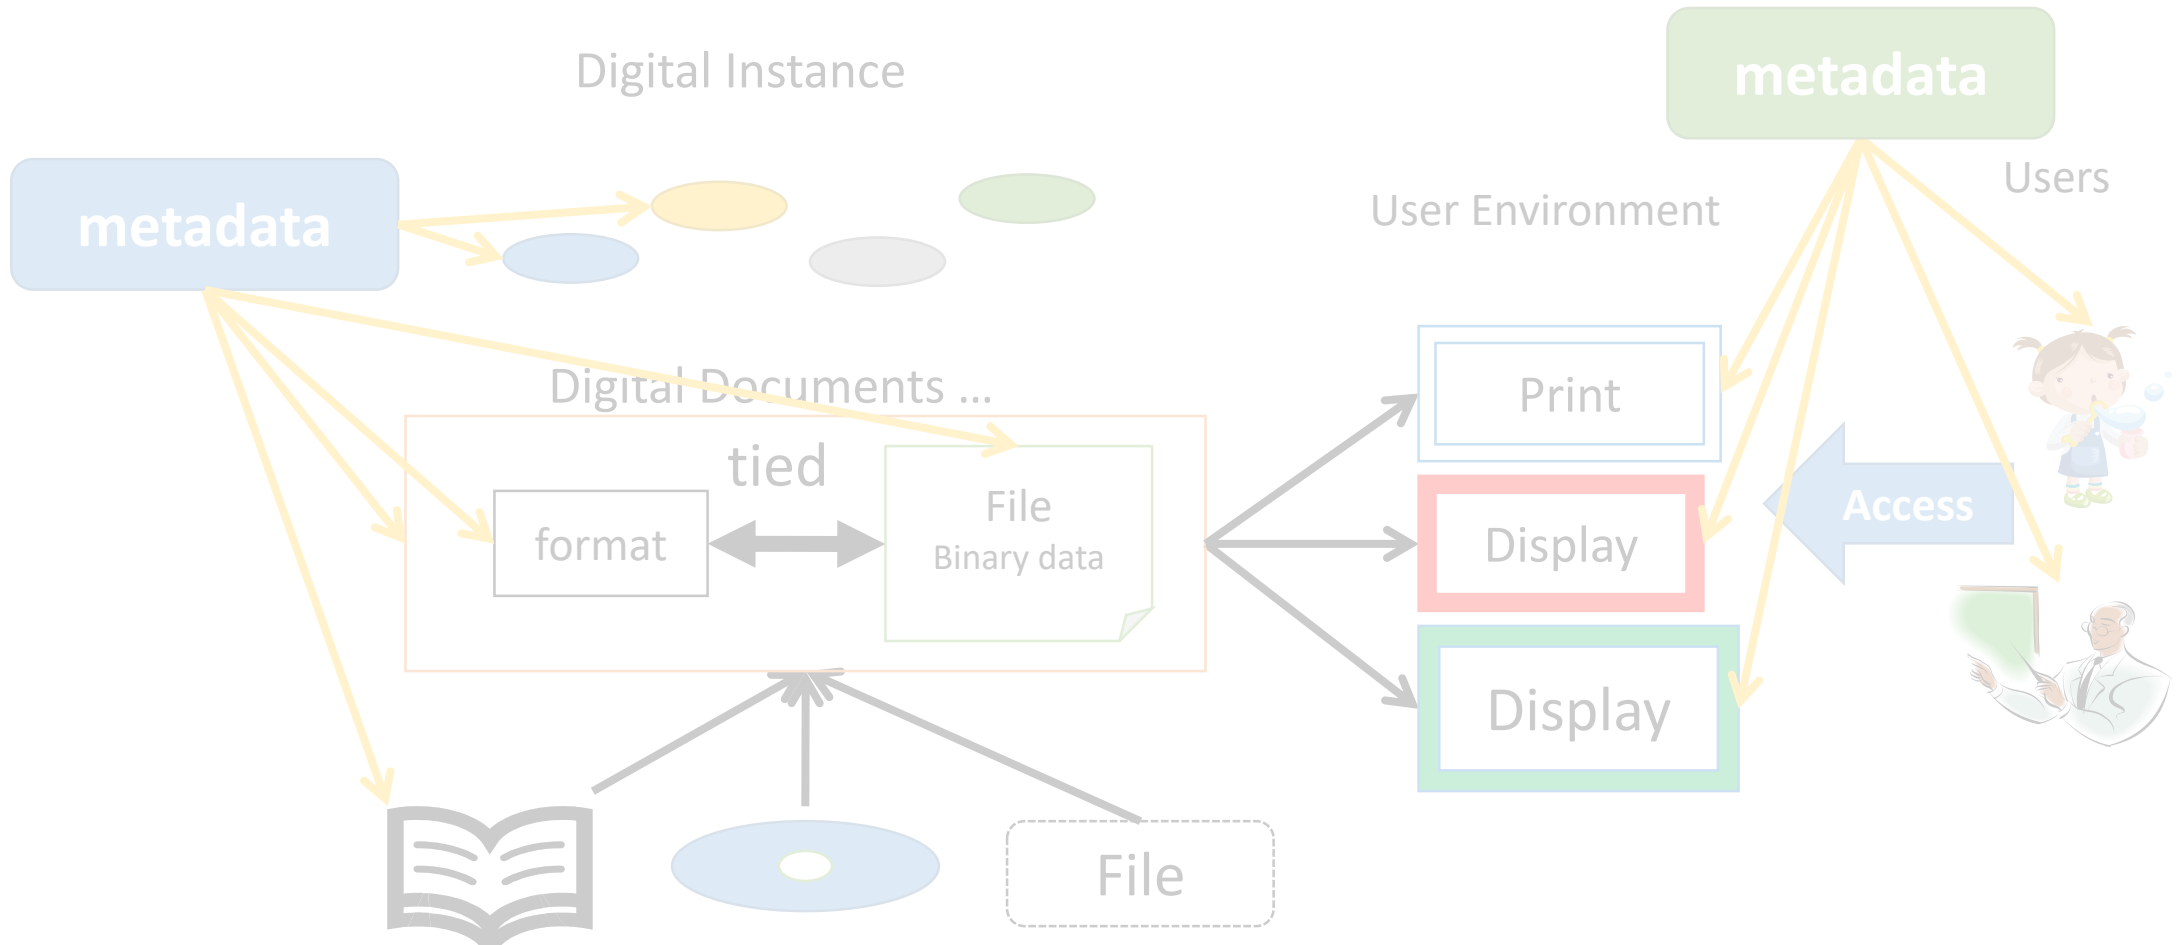 metadata
Digital Instance
Users
User Environment
metadata
Digital Documents ...
Print
tied
File
Access
format
Display
Binary data
Display
File